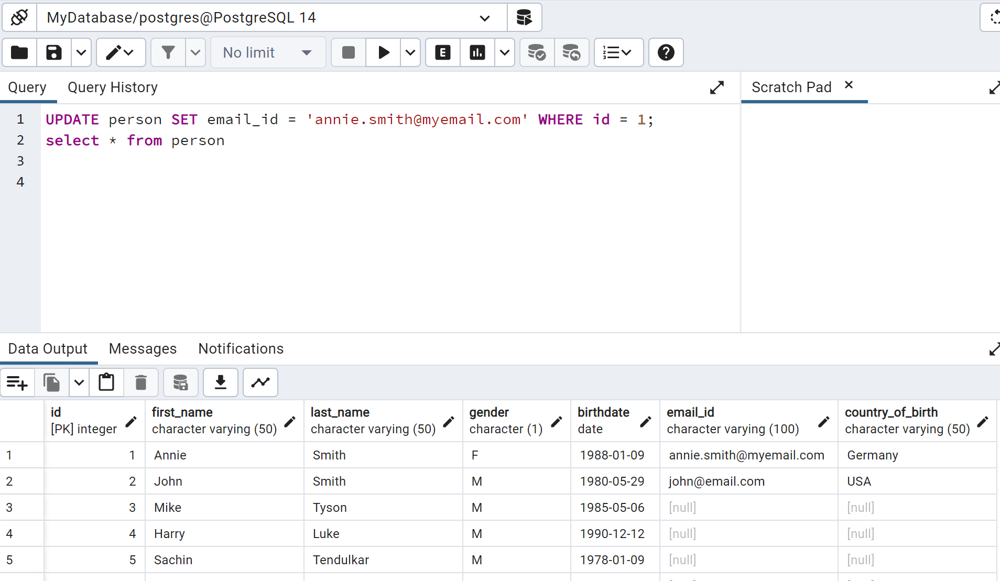 MyDatabase/postgres@PostgreSQL 14
No limit
E
Query Query History Scratch Pad
1 UPDATE person SET email_id = 'annie.smith@myemail.com' WHERE id = 1;
2 select * from person
3
4
Data Output Messages Notifications
id first_name last_name gender birthdate email_id country_of_birth
[PK] integer character varying (50) character varying (50) character (1) date character varying (100) character varying (50)
1 1 Annie Smith F 1988-01-09 annie.smith@myemail.com Germany
2 2 John Smith M 1980-05-29 john@email.com USA
3 3 Mike Tyson M 1985-05-06 [null] [null]
4 4 Harry Luke M 1990-12-12 [null] [null]
5 5 Sachin Tendulkar M 1978-01-09 [null] [null]